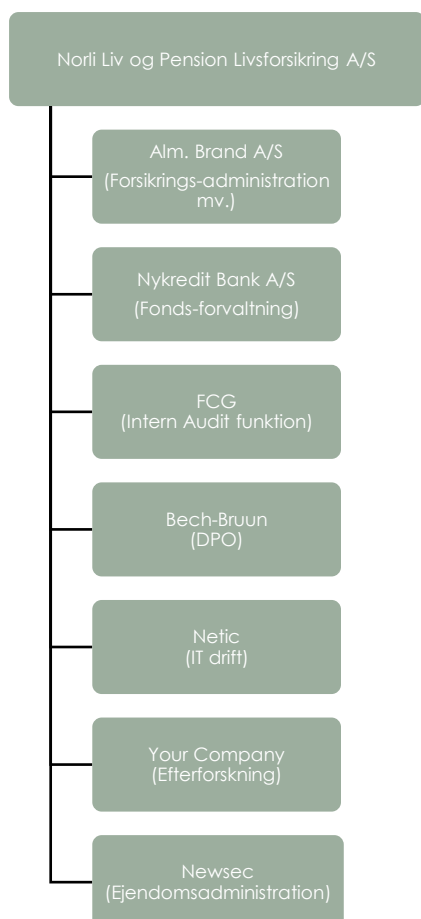 Norli Liv og Pension Livsforsikring A/S
Alm. Brand A/S
(Forsikrings-administration
mv.)
Nykredit Bank A/S
(Fonds-forvaltning)
FCG
(Intern Audit funktion)
Bech-Bruun
(DPO)
Netic
(IT drift)
Your Company
(Efterforskning)
Newsec
(Ejendomsadministration)